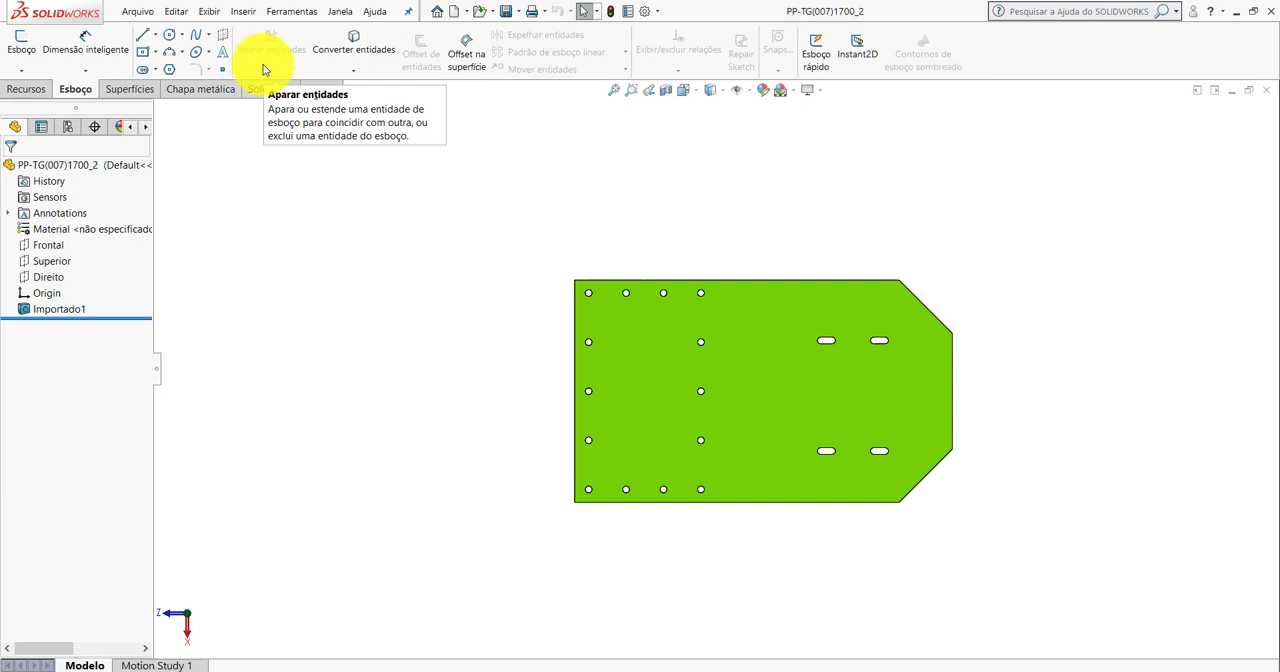 SOLIDWORKS
Arquivo Editar Exibir Inserir Ferramentas Janela Ajuda
PP-TG(007)1700_2
Pesquisar a Ajuda do SOLIDWORKS
Esboço
Dimensão inteligente
Aparar entidades
Converter entidades
Offset de
entidades
Offset na
superfície
Espelhar entidades
Padrão de esboço linear
Mover entidades
Exibir/excluir relações
Repair
Sketch
Snaps...
Esboço
rápido
Instant2D
Contornos de
esboço sombreado
Recursos Esboço Superfícies Chapa metálica
Aparar entidades
Apara ou estende uma entidade de
esboço para coincidir com outra, ou
exclui uma entidade do esboço.
PP-TG(007)1700_2 (Default<<
History
Sensors
Annotations
Material <não especificado
Frontal
Superior
Direito
Origin
Importado1
Z
X
Modelo Motion Study 1